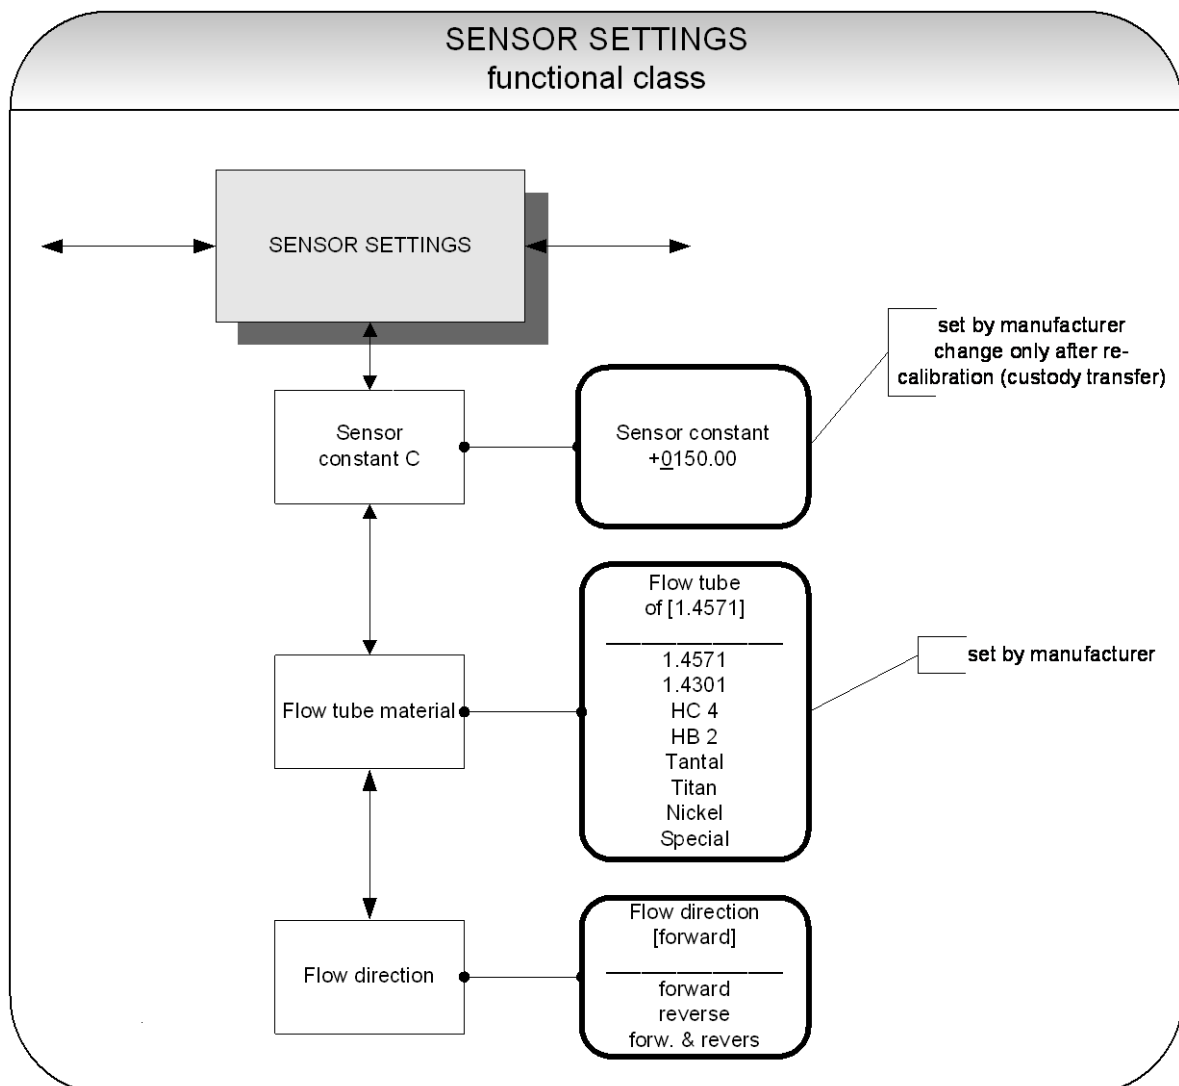 SENSOR SETTINGS
functional class
SENSOR SETTINGS
set by manufacturer
change only after re-
calibration (custody transfer)
Sensor
constant C
Sensor constant
+0150.00
Flow tube
of [1.4571]
1.4571
1.4301
HC 4
HB 2
Tantal
Titan
Nickel
Special
set by manufacturer
Flow tube material
Flow direction
Flow direction
[forward]
forward
reverse
forw. & revers